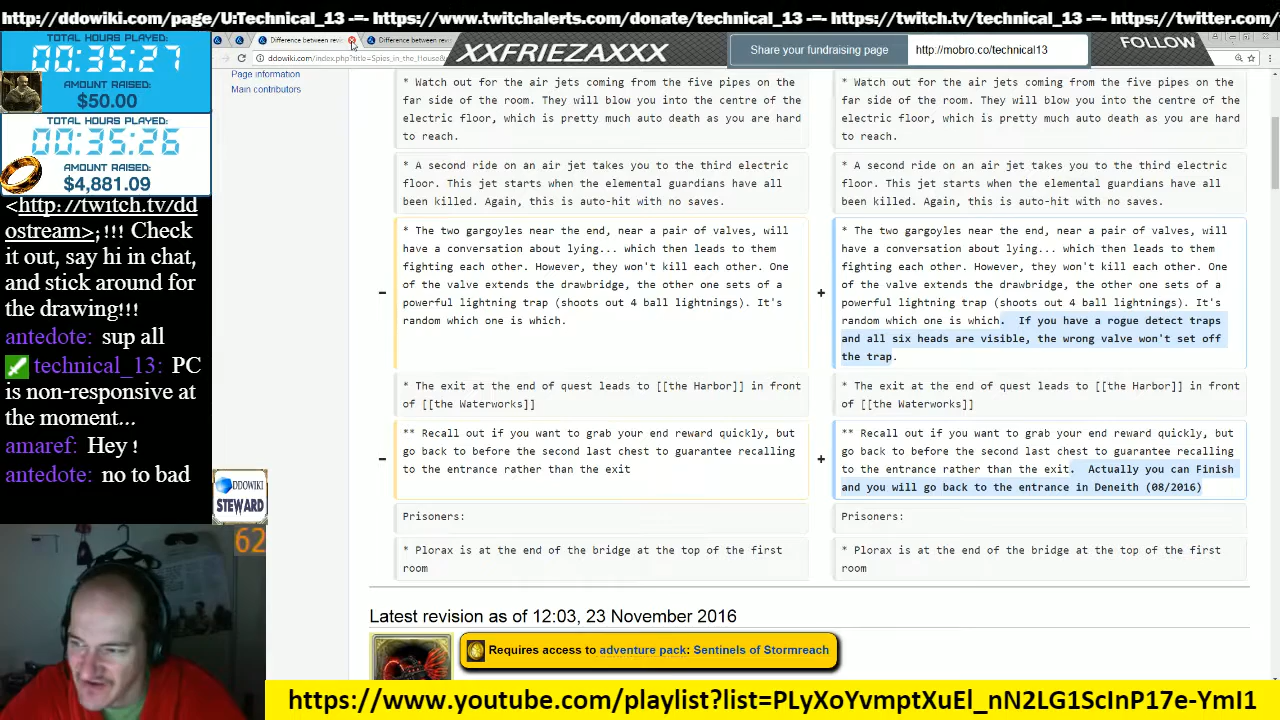 http://ddowiki.com/page/U:Technical_13 -=- https://www.twitchalerts.com/donate/technical_13 -=- https://twitch.tv/technical_13 -=- https://twitter.com/
TOTAL HOURS PLAYED:
00:35:27
AMOUNT RAISED
$50.00
TOTAL HOURS PLAYED:
00:35:26
AMOUNT RAISED
$4,881.09
<http://twitch.tv/dd
ostream>;!!! Check
it out, say hi in chat,
and stick around for
the drawing!!!
antedote: sup all
technical_13: PC
is non-responsive at
the moment...
amaref: Hey !
antedote: no to bad
DDOWIKI
STEWARD
62
Difference between revi
Difference between rev
ddowiki.com/index.php?title=Spies_in_the_House&
XXFRIEZAXXX
Share your fundraising page
http://mobro.co/technical13
FOLLOW
Page information
Main contributors
* Watch out for the air jets coming from the five pipes on the
far side of the room. They will blow you into the centre of the
electric floor, which is pretty much auto death as you are hard
to reach.
* Watch out for the air jets coming from the five pipes on the
far side of the room. They will blow you into the centre of the
electric floor, which is pretty much auto death as you are hard
to reach.
* A second ride on an air jet takes you to the third electric
floor. This jet starts when the elemental guardians have all
been killed. Again, this is auto-hit with no saves.
* A second ride on an air jet takes you to the third electric
floor. This jet starts when the elemental guardians have all
been killed. Again, this is auto-hit with no saves.
−
* The two gargoyles near the end, near a pair of valves, will
have a conversation about lying... which then leads to them
fighting each other. However, they won't kill each other. One
of the valve extends the drawbridge, the other one sets of a
powerful lightning trap (shoots out 4 ball lightnings). It's
random which one is which.
+
* The two gargoyles near the end, near a pair of valves, will
have a conversation about lying... which then leads to them
fighting each other. However, they won't kill each other. One
of the valve extends the drawbridge, the other one sets of a
powerful lightning trap (shoots out 4 ball lightnings). It's
random which one is which. If you have a rogue detect traps
and all six heads are visible, the wrong valve won't set off
the trap.
* The exit at the end of quest leads to [[the Harbor]] in front
of [[the Waterworks]]
* The exit at the end of quest leads to [[the Harbor]] in front
of [[the Waterworks]]
−
** Recall out if you want to grab your end reward quickly, but
go back to before the second last chest to guarantee recalling
to the entrance rather than the exit
+
** Recall out if you want to grab your end reward quickly, but
go back to before the second last chest to guarantee recalling
to the entrance rather than the exit. Actually you can Finish
and you will go back to the entrance in Deneith (08/2016)
Prisoners:
Prisoners:
* Plorax is at the end of the bridge at the top of the first
room
* Plorax is at the end of the bridge at the top of the first
room
Latest revision as of 12:03, 23 November 2016
Requires access to adventure pack: Sentinels of Stormreach
https://www.youtube.com/playlist?list=PLyXoYvmptXuEl_nN2LG1ScInP17e-YmI1